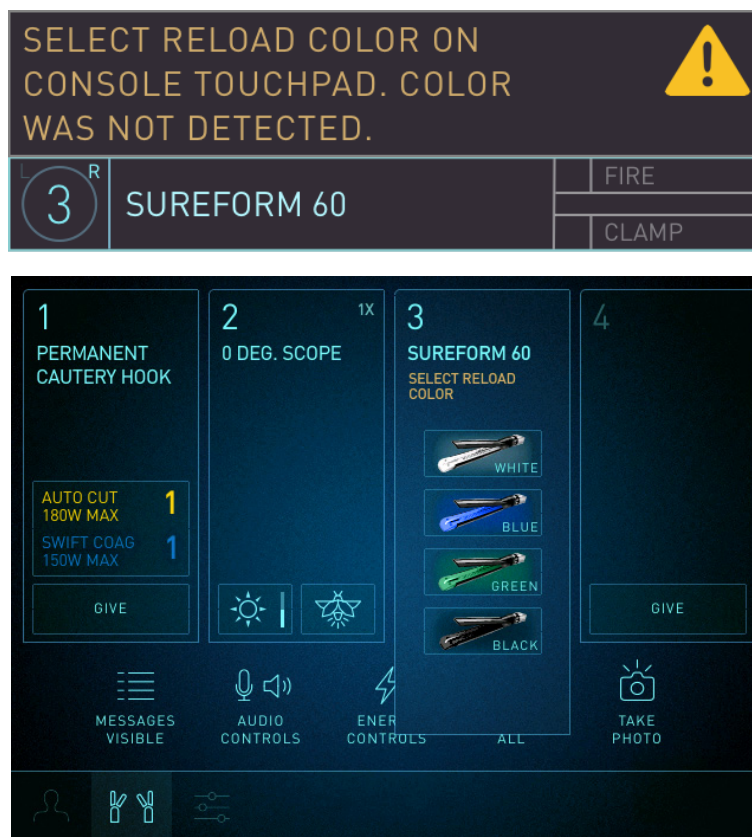 SELECT RELOAD COLOR ON
CONSOLE TOUCHPAD. COLOR
WAS NOT DETECTED.
L R
3
SUREFORM 60
FIRE
CLAMP
1
PERMANENT
CAUTERY HOOK
AUTO CUT
180W MAX
1
SWIFT COAG
150W MAX
1
GIVE
2
1X
0 DEG. SCOPE
3
SUREFORM 60
SELECT RELOAD
COLOR
WHITE
BLUE
GREEN
BLACK
4
GIVE
MESSAGES
VISIBLE
AUDIO
CONTROLS
ENER
CONTROLS
ALL
TAKE
PHOTO